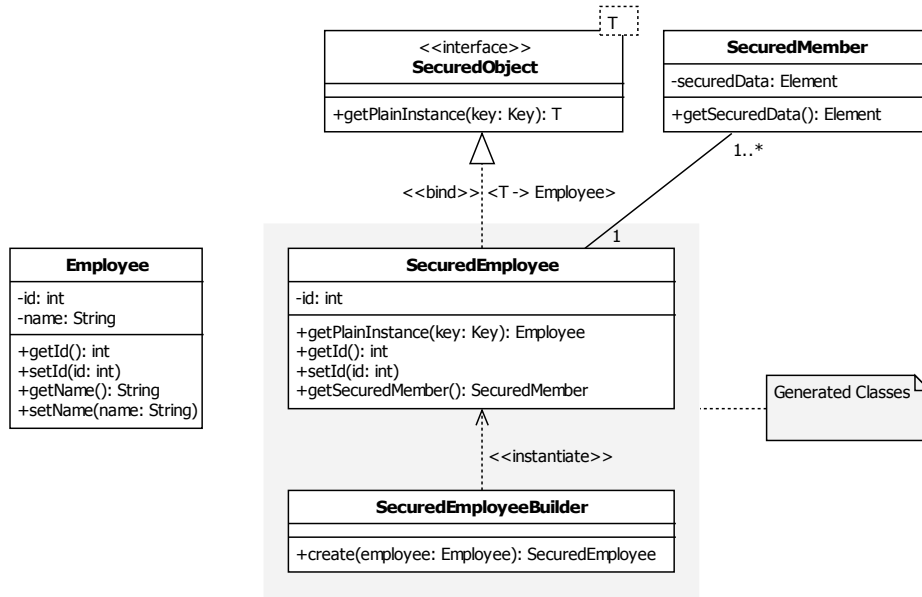 T
<<interface>>
SecuredObject
+getPlainInstance(key: Key): T
SecuredMember
-securedData: Element
+getSecuredData(): Element
1..*
<<bind>> <T -> Employee>
1
Employee
-id: int
-name: String
+getId(): int
+setId(id: int)
+getName(): String
+setName(name: String)
SecuredEmployee
-id: int
+getPlainInstance(key: Key): Employee
+getId(): int
+setId(id: int)
+getSecuredMember(): SecuredMember
Generated Classes
<<instantiate>>
SecuredEmployeeBuilder
+create(employee: Employee): SecuredEmployee